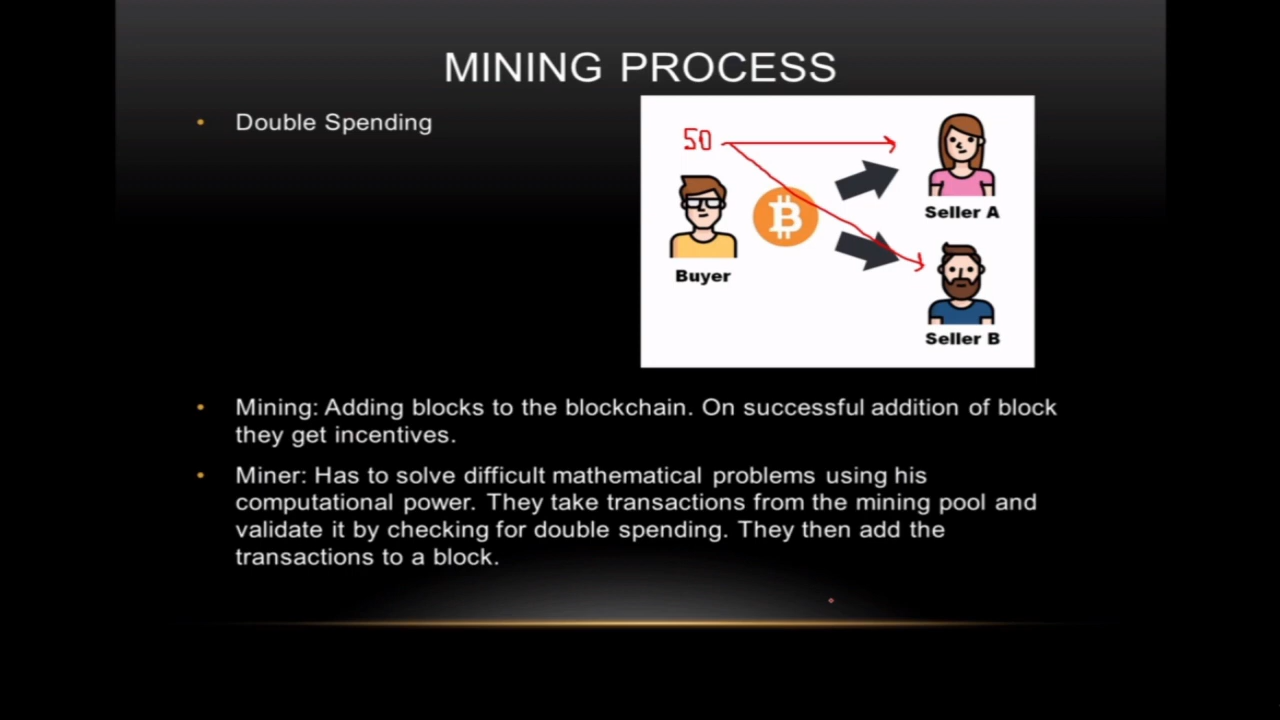 MINING PROCESS
• Double Spending
50
B
Seller A
Buyer
Seller B
• Mining: Adding blocks to the blockchain. On successful addition of block
they get incentives.
• Miner: Has to solve difficult mathematical problems using his
computational power. They take transactions from the mining pool and
validate it by checking for double spending. They then add the
transactions to a block.